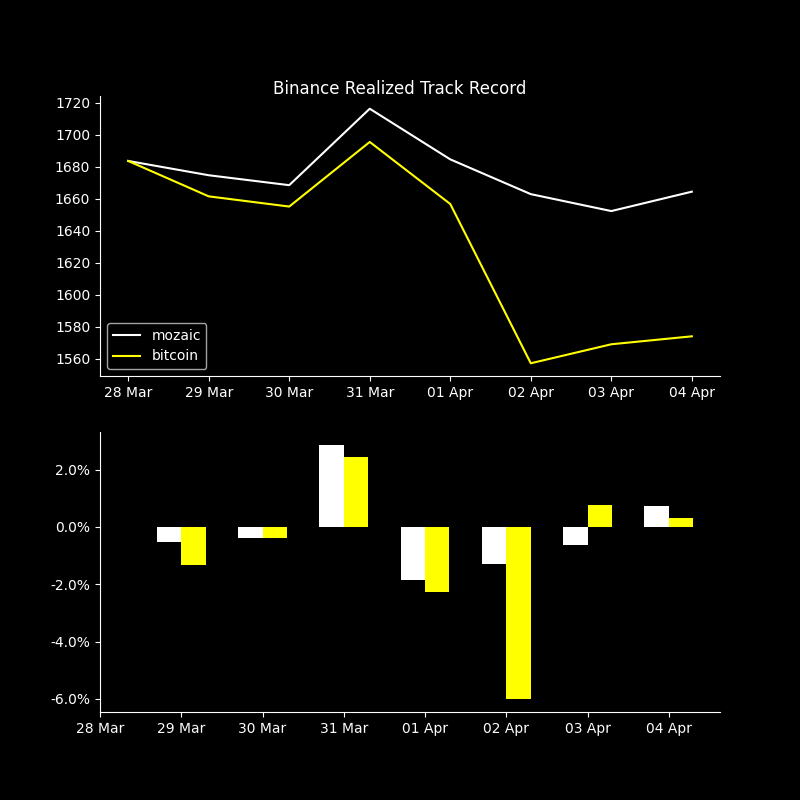 Binance Realized Track Record
1720
1700
1680
1660
1640
1620
1600
1580
1560
mozaic
bitcoin
28 Mar 29 Mar 30 Mar 31 Mar 01 Apr 02 Apr 03 Apr 04 Apr
2.0%
0.0%
-2.0%
-4.0%
-6.0%
28 Mar 29 Mar 30 Mar 31 Mar 01 Apr 02 Apr 03 Apr 04 Apr